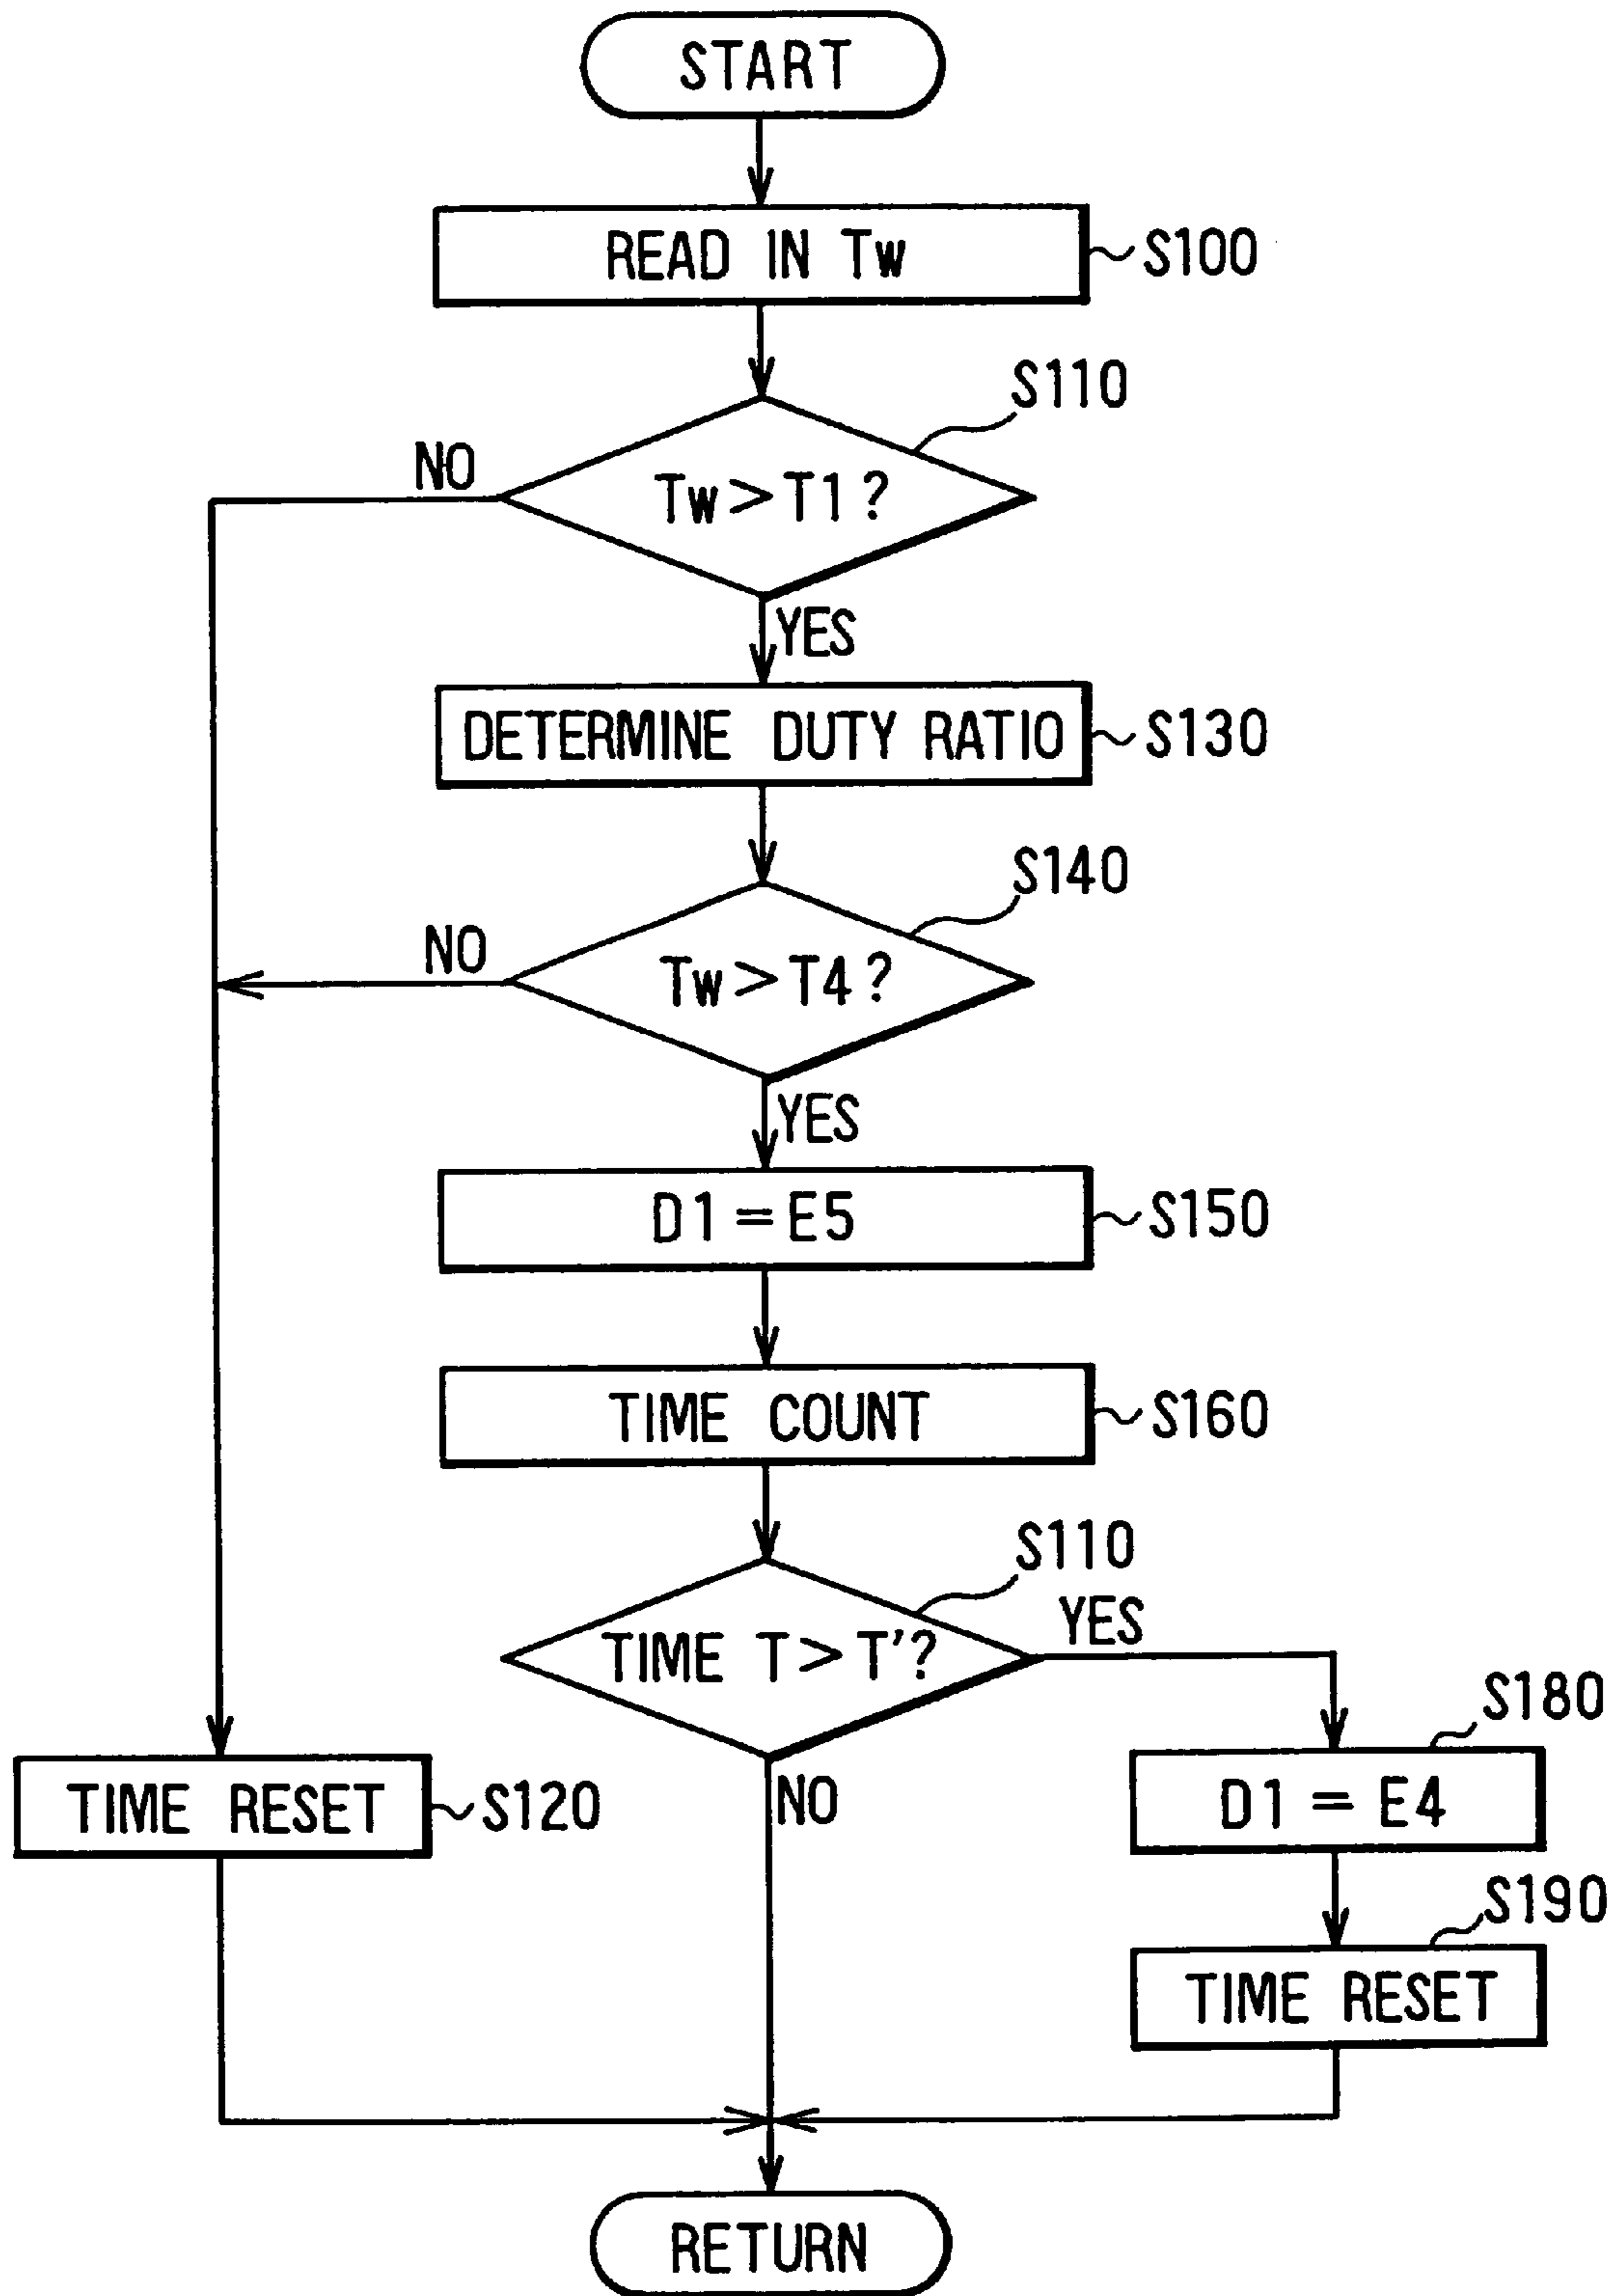 START
READ IN Tw
S100
S110
Tw > T1 ?
NO
YES
DETERMINE DUTY RATIO
S130
S140
Tw > T4 ?
NO
YES
D1 = E5
S150
TIME COUNT
S160
S110
TIME T > T' ?
YES
NO
S180
D1 = E4
TIME RESET
S120
S190
TIME RESET
RETURN